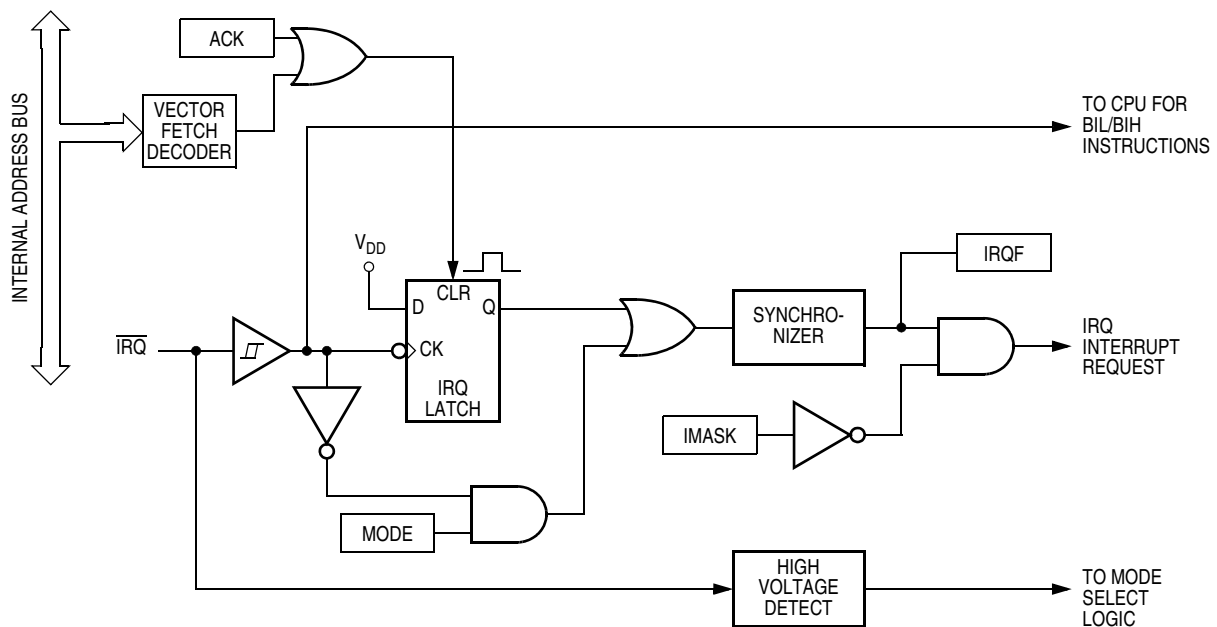 INTERNAL ADDRESS BUS
ACK
VECTOR
FETCH
DECODER
TO CPU FOR
BIL/BIH
INSTRUCTIONS
VDD
CLR
D
Q
CK
IRQ
LATCH
IRQ
SYNCHRO-
NIZER
IRQF
IRQ
INTERRUPT
REQUEST
IMASK
MODE
HIGH
VOLTAGE
DETECT
TO MODE
SELECT
LOGIC